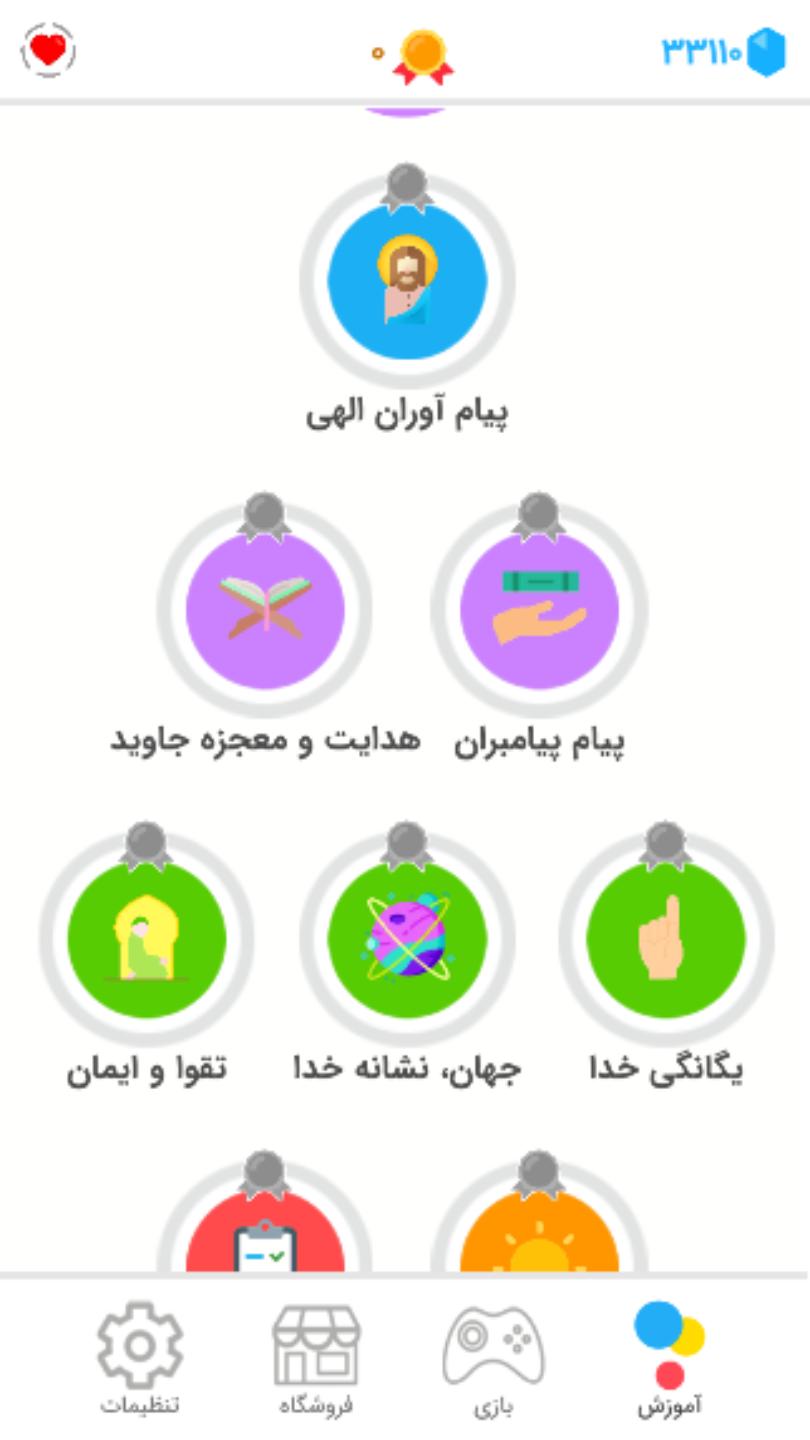 ۳۳۱۱۰ ۰
پیام آوران الهی
پیام پیامبران هدایت و معجزه جاوید
یگانگی خدا جهان، نشانه خدا تقوا و ایمان
آموزش بازی فروشگاه تنظیمات